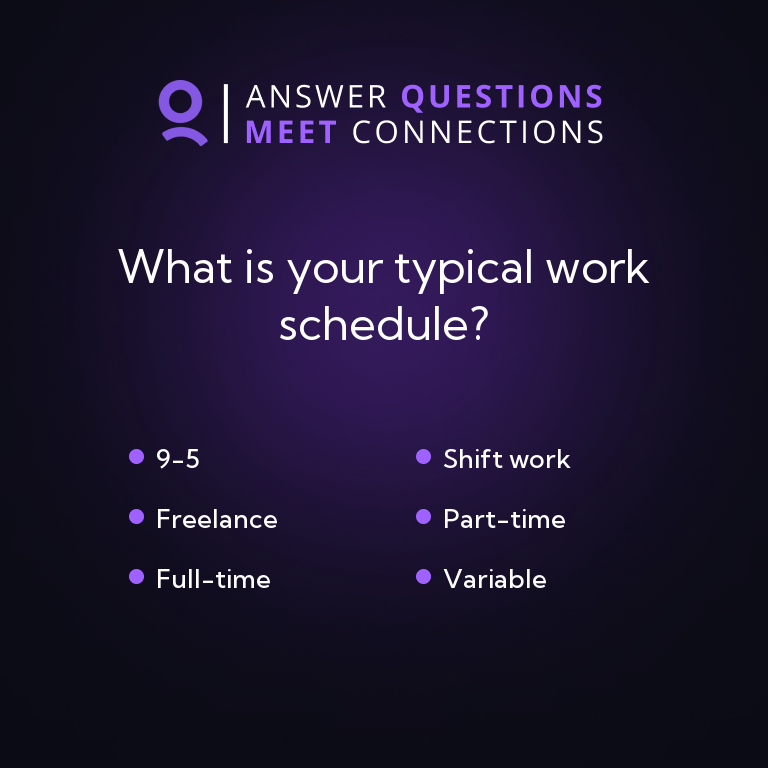 ANSWER QUESTIONS
MEET CONNECTIONS
What is your typical work
schedule?
9-5
Shift work
Freelance
Part-time
Full-time
Variable